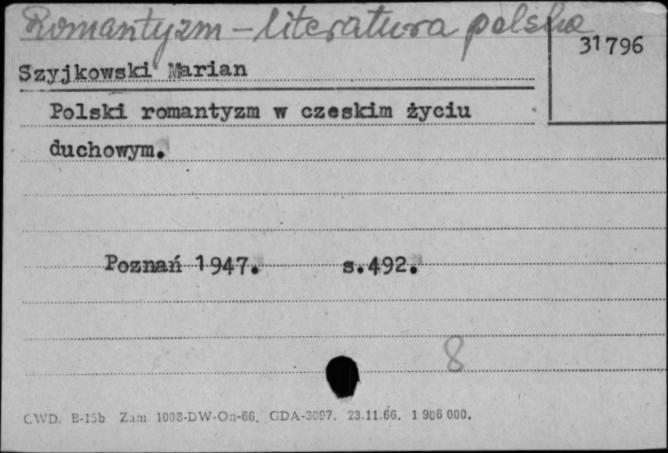 Romantyzm – literatura polska
31796
Szyjkowski Marian
Polski romantyzm w czeskim życiu
duchowym.
Poznań 1947. s.492.
8
CWD. B-15b Zam. 1008-DW-On-66. GDA-3097. 23.11.66. 1 986 000.